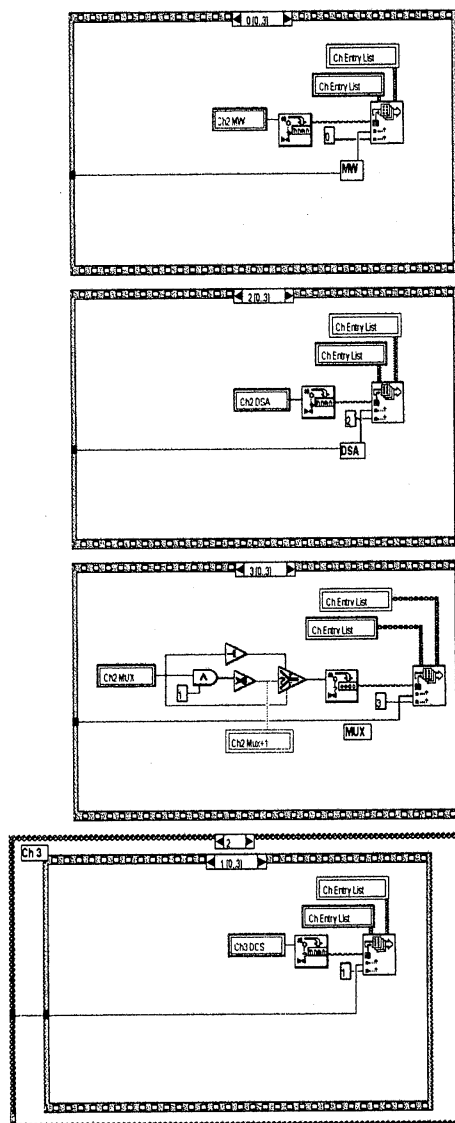 0 [0..3]
Ch Entry List
Ch Entry List
Ch2 MW
0
MW
2 [0..3]
Ch Entry List
Ch Entry List
Ch2 DSA
2
DSA
3 [0..3]
Ch Entry List
Ch Entry List
Ch2 MUX
1
3
MUX
Ch2 Mux+1
2
Ch 3
1 [0..3]
Ch Entry List
Ch Entry List
Ch3 DCS
1